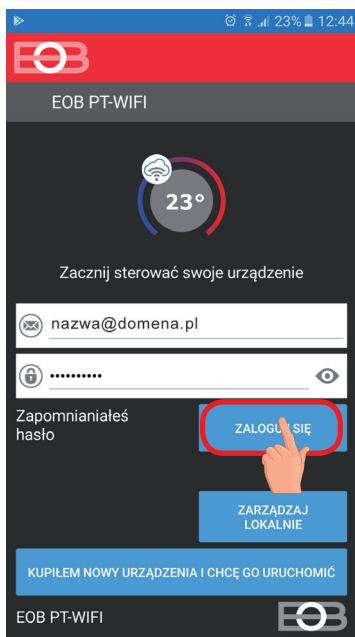 23% 12:44
EOB
EOB PT-WIFI
23°
Zacznij sterować swoje urządzenie
nazwa@domena.pl
••••••••••
Zapomnianiałeś
hasło
ZALOGUJ SIĘ
ZARZĄDZAJ
LOKALNIE
KUPIŁEM NOWY URZĄDZENIA I CHCĘ GO URUCHOMIĆ
EOB PT-WIFI
EOB